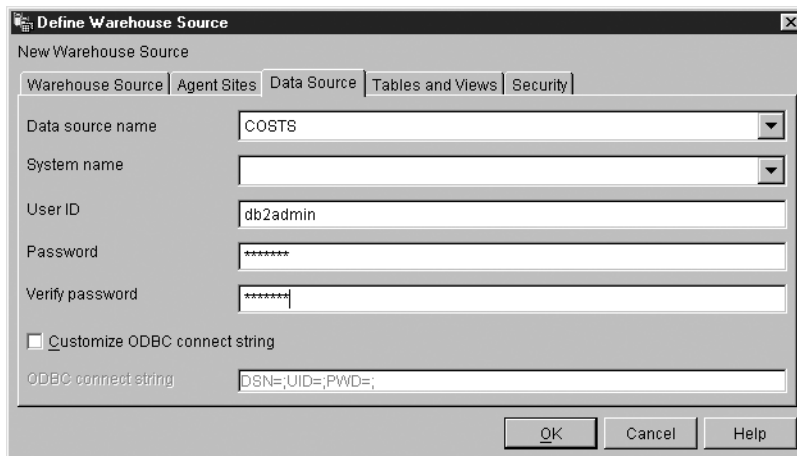 Define Warehouse Source
New Warehouse Source
Warehouse Source Agent Sites Data Source Tables and Views Security
Data source name COSTS
System name
User ID db2admin
Password *******
Verify password *******
Customize ODBC connect string
ODBC connect string DSN=;UID=;PWD=;
OK Cancel Help